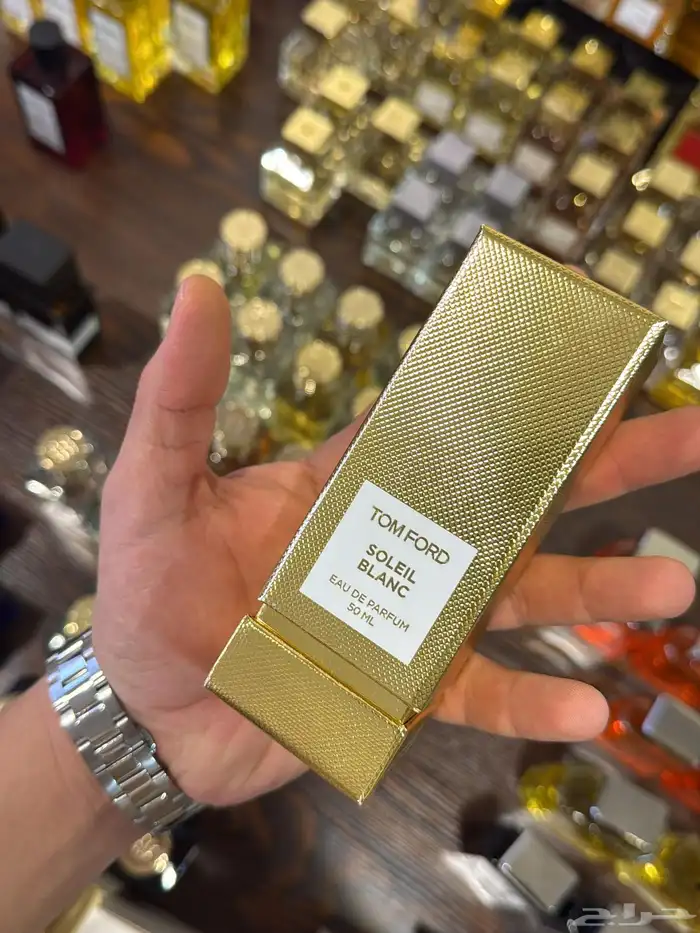 TOM FORD
SOLEIL
BLANC
EAU DE PARFUM
50 ML
حراج